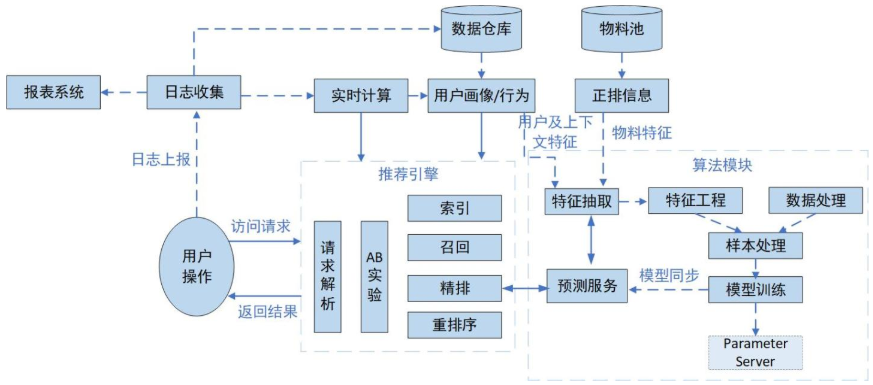 数据仓库
物料池
报表系统
日志收集
实时计算
用户画像/行为
正排信息
用户及上下
文特征
物料特征
日志上报
推荐引擎
算法模块
特征抽取
特征工程
数据处理
索引
访问请求
请求解析
AB
实验
召回
样本处理
用户
操作
精排
预测服务
模型同步
模型训练
返回结果
重排序
Parameter
Server